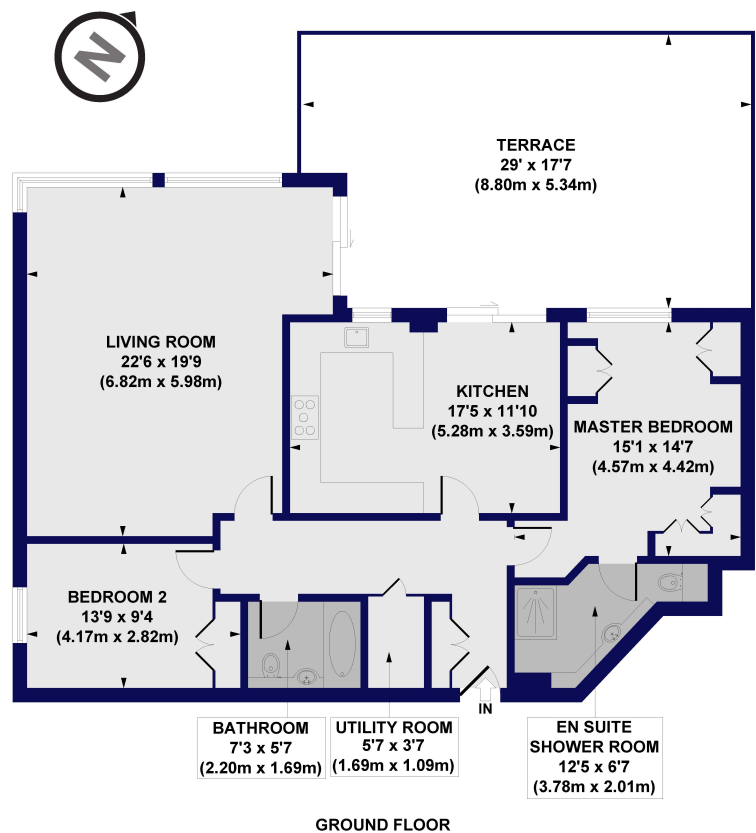 N
TERRACE
29' x 17'7
(8.80m x 5.34m)
LIVING ROOM
22'6 x 19'9
(6.82m x 5.98m)
KITCHEN
17'5 x 11'10
(5.28m x 3.59m)
MASTER BEDROOM
15'1 x 14'7
(4.57m x 4.42m)
BEDROOM 2
13'9 x 9'4
(4.17m x 2.82m)
IN
BATHROOM
7'3 x 5'7
(2.20m x 1.69m)
UTILITY ROOM
5'7 x 3'7
(1.69m x 1.09m)
EN SUITE
SHOWER ROOM
12'5 x 6'7
(3.78m x 2.01m)
GROUND FLOOR